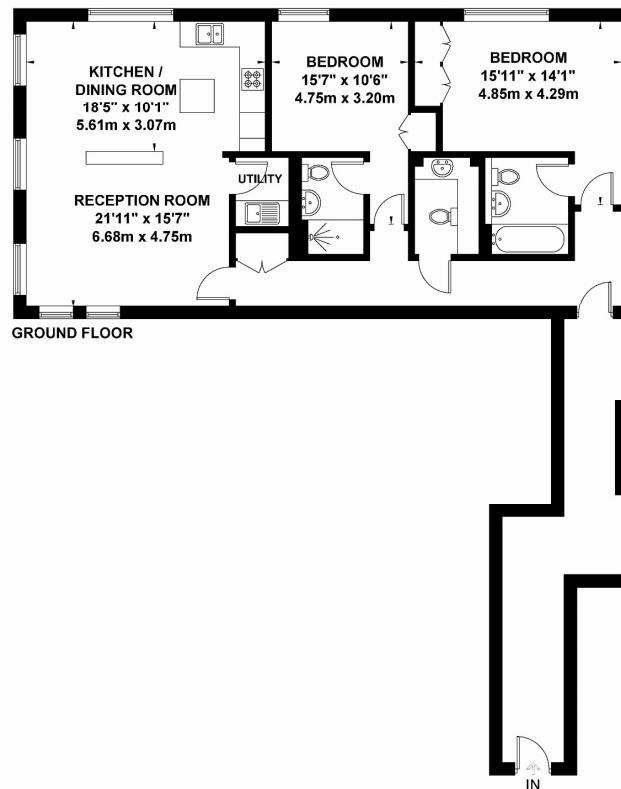 KITCHEN /
DINING ROOM
18'5" x 10'1"
5.61m x 3.07m
BEDROOM
15'7" x 10'6"
4.75m x 3.20m
BEDROOM
15'11" x 14'1"
4.85m x 4.29m
UTILITY
RECEPTION ROOM
21'11" x 15'7"
6.68m x 4.75m
GROUND FLOOR
IN